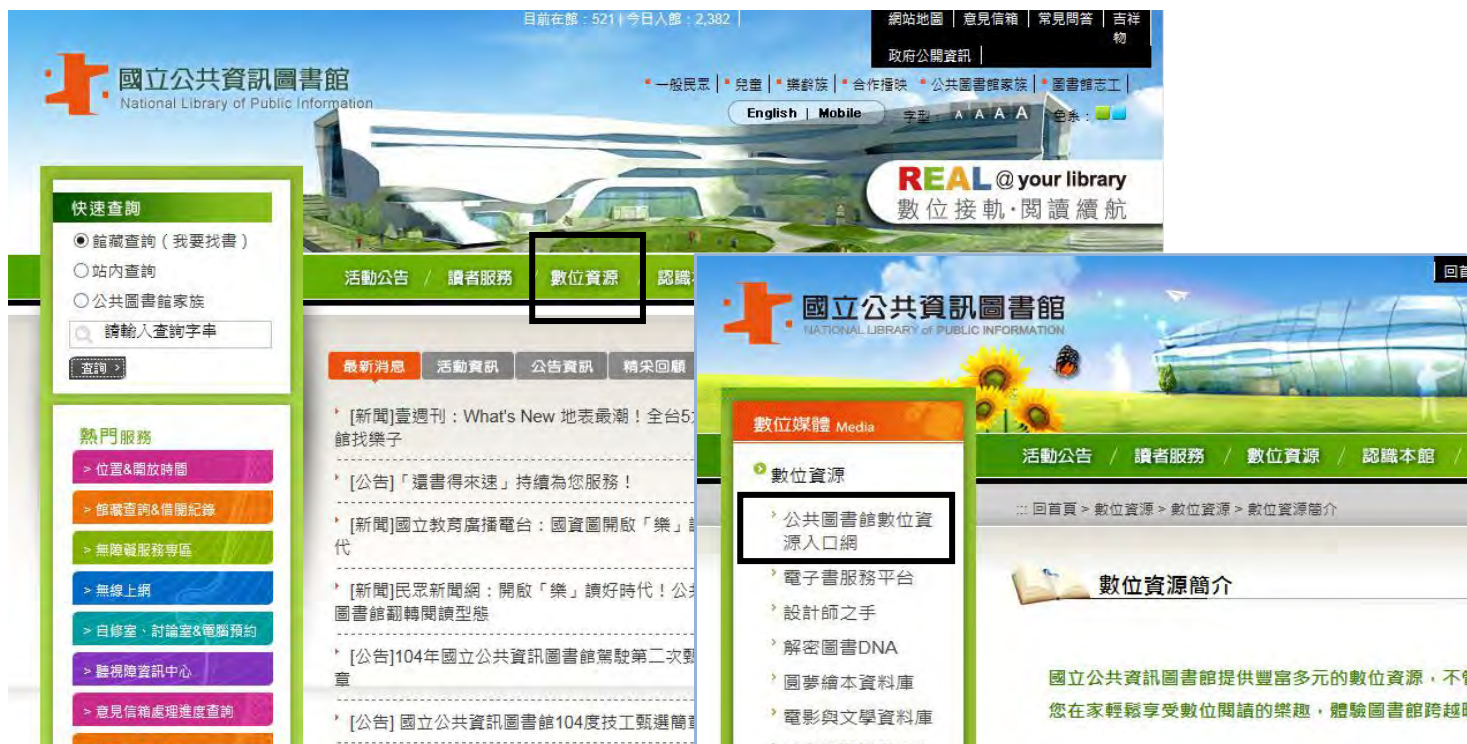 目前在館：521 | 今日入館：2,382 |
網站地圖 | 意見信箱 | 常見問答 | 吉祥物
政府公開資訊 |
國立公共資訊圖書館
National Library of Public Information
一般民眾 | 兒童 | 樂齡族 | 合作播映 公共圖書館家族 | 圖書館志工 |
English | Mobile 字型： A A A A 色系：
REAL @ your library
數位接軌·閱讀續航
快速查詢
館藏查詢（我要找書）
站內查詢
公共圖書館家族
請輸入查詢字串
查詢 >
熱門服務
> 位置&開放時間
> 館藏查詢&借閱紀錄
> 無障礙服務專區
> 無線上網
> 自修室、討論室&電腦預約
> 聽視障資訊中心
> 意見信箱處理進度查詢
活動公告 / 讀者服務 / 數位資源 / 認識
最新消息 活動資訊 公告資訊 精采回顧
[新聞]壹週刊：What's New 地表最潮！全台5
館找樂子
[公告]「還書得來速」持續為您服務！
[新聞]國立教育廣播電台：國資圖開啟「樂」
代
[新聞]民眾新聞網：開啟「樂」讀好時代！公
圖書館翻轉閱讀型態
[公告]104年國立公共資訊圖書館駕駛第二次甄
章
[公告] 國立公共資訊圖書館104度技工甄選簡章
回首
國立公共資訊圖書館
NATIONAL LIBRARY of PUBLIC INFORMATION
數位媒體 Media
數位資源
公共圖書館數位資
源入口網
電子書服務平台
設計師之手
解密圖書DNA
圓夢繪本資料庫
電影與文學資料庫
活動公告 / 讀者服務 / 數位資源 / 認識本館 /
::: 回首頁 > 數位資源 > 數位資源 > 數位資源簡介
數位資源簡介
國立公共資訊圖書館提供豐富多元的數位資源，不
您在家輕鬆享受數位閱讀的樂趣，體驗圖書館跨越